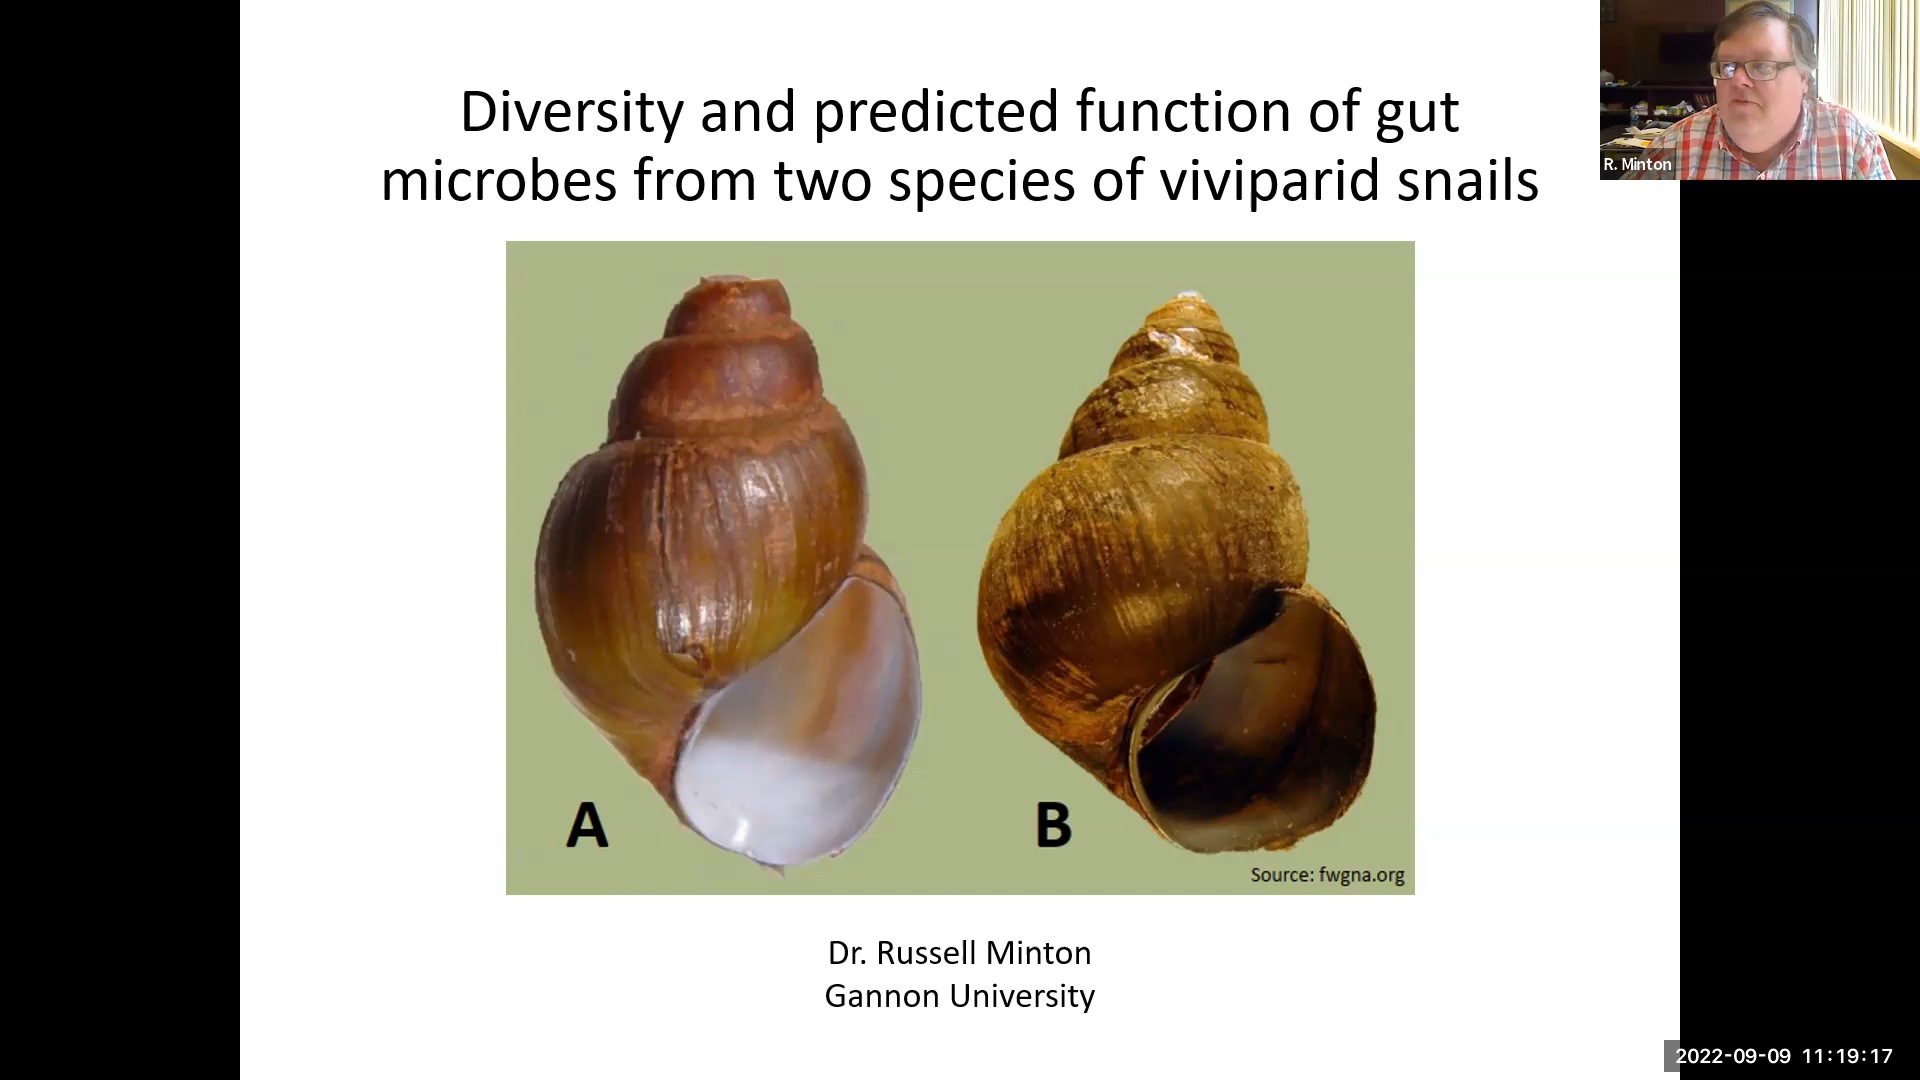 Diversity and predicted function of gut
microbes from two species of viviparid snails
R. Minton
A
B
Source: fwgna.org
Dr. Russell Minton
Gannon University
2022-09-09 11:19:17